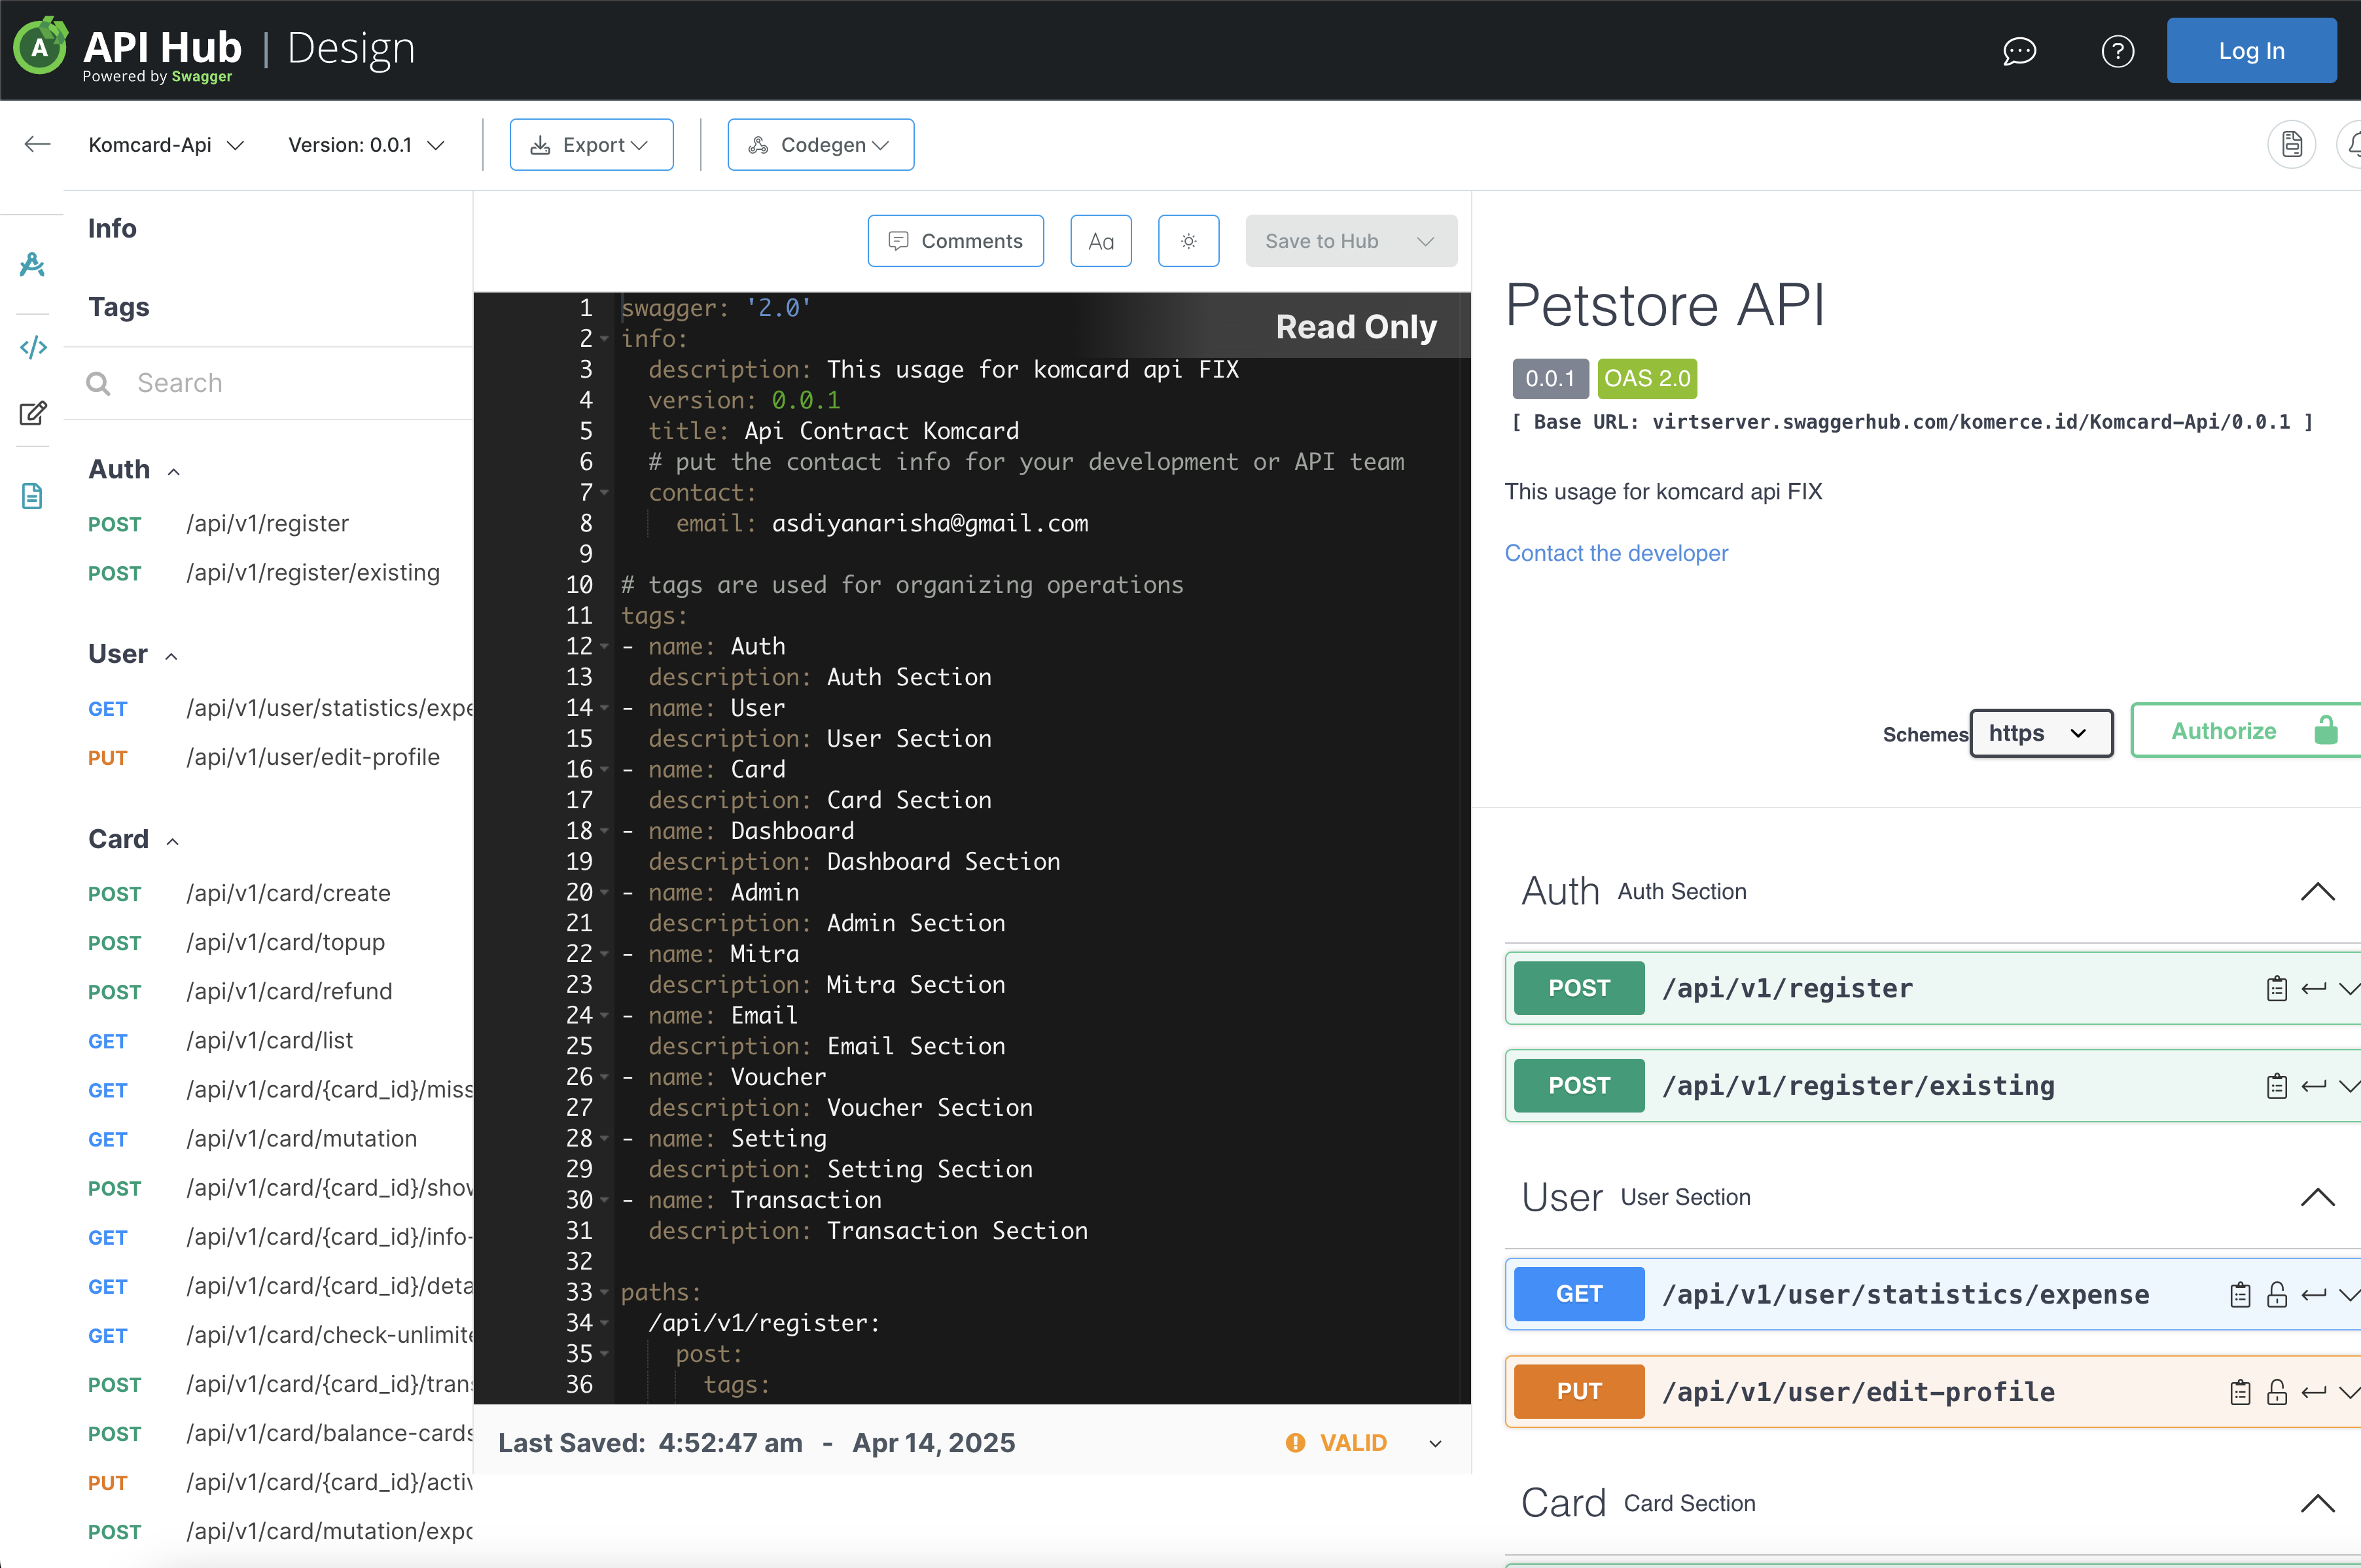 API Hub | Design
Powered by Swagger
Log In
Komcard-Api
Version: 0.0.1
Export
Codegen
Info
Tags
Search
Auth
POST /api/v1/register
POST /api/v1/register/existing
User
GET /api/v1/user/statistics/expe
PUT /api/v1/user/edit-profile
Card
POST /api/v1/card/create
POST /api/v1/card/topup
POST /api/v1/card/refund
GET /api/v1/card/list
GET /api/v1/card/{card_id}/miss
GET /api/v1/card/mutation
POST /api/v1/card/{card_id}/show
GET /api/v1/card/{card_id}/info-
GET /api/v1/card/{card_id}/deta
GET /api/v1/card/check-unlimite
POST /api/v1/card/{card_id}/trans
POST /api/v1/card/balance-cards
PUT /api/v1/card/{card_id}/activ
POST /api/v1/card/mutation/expo
Comments
Aa
Save to Hub
Read Only
1 swagger: '2.0'
2 info:
3 description: This usage for komcard api FIX
4 version: 0.0.1
5 title: Api Contract Komcard
6 # put the contact info for your development or API team
7 contact:
8 email: asdiyanarisha@gmail.com
9
10 # tags are used for organizing operations
11 tags:
12 - name: Auth
13 description: Auth Section
14 - name: User
15 description: User Section
16 - name: Card
17 description: Card Section
18 - name: Dashboard
19 description: Dashboard Section
20 - name: Admin
21 description: Admin Section
22 - name: Mitra
23 description: Mitra Section
24 - name: Email
25 description: Email Section
26 - name: Voucher
27 description: Voucher Section
28 - name: Setting
29 description: Setting Section
30 - name: Transaction
31 description: Transaction Section
32
33 paths:
34 /api/v1/register:
35 post:
36 tags:
Last Saved: 4:52:47 am - Apr 14, 2025
VALID
Petstore API
0.0.1 OAS 2.0
[ Base URL: virtserver.swaggerhub.com/komerce.id/Komcard-Api/0.0.1 ]
This usage for komcard api FIX
Contact the developer
Schemes https
Authorize
Auth Auth Section
POST /api/v1/register
POST /api/v1/register/existing
User User Section
GET /api/v1/user/statistics/expense
PUT /api/v1/user/edit-profile
Card Card Section